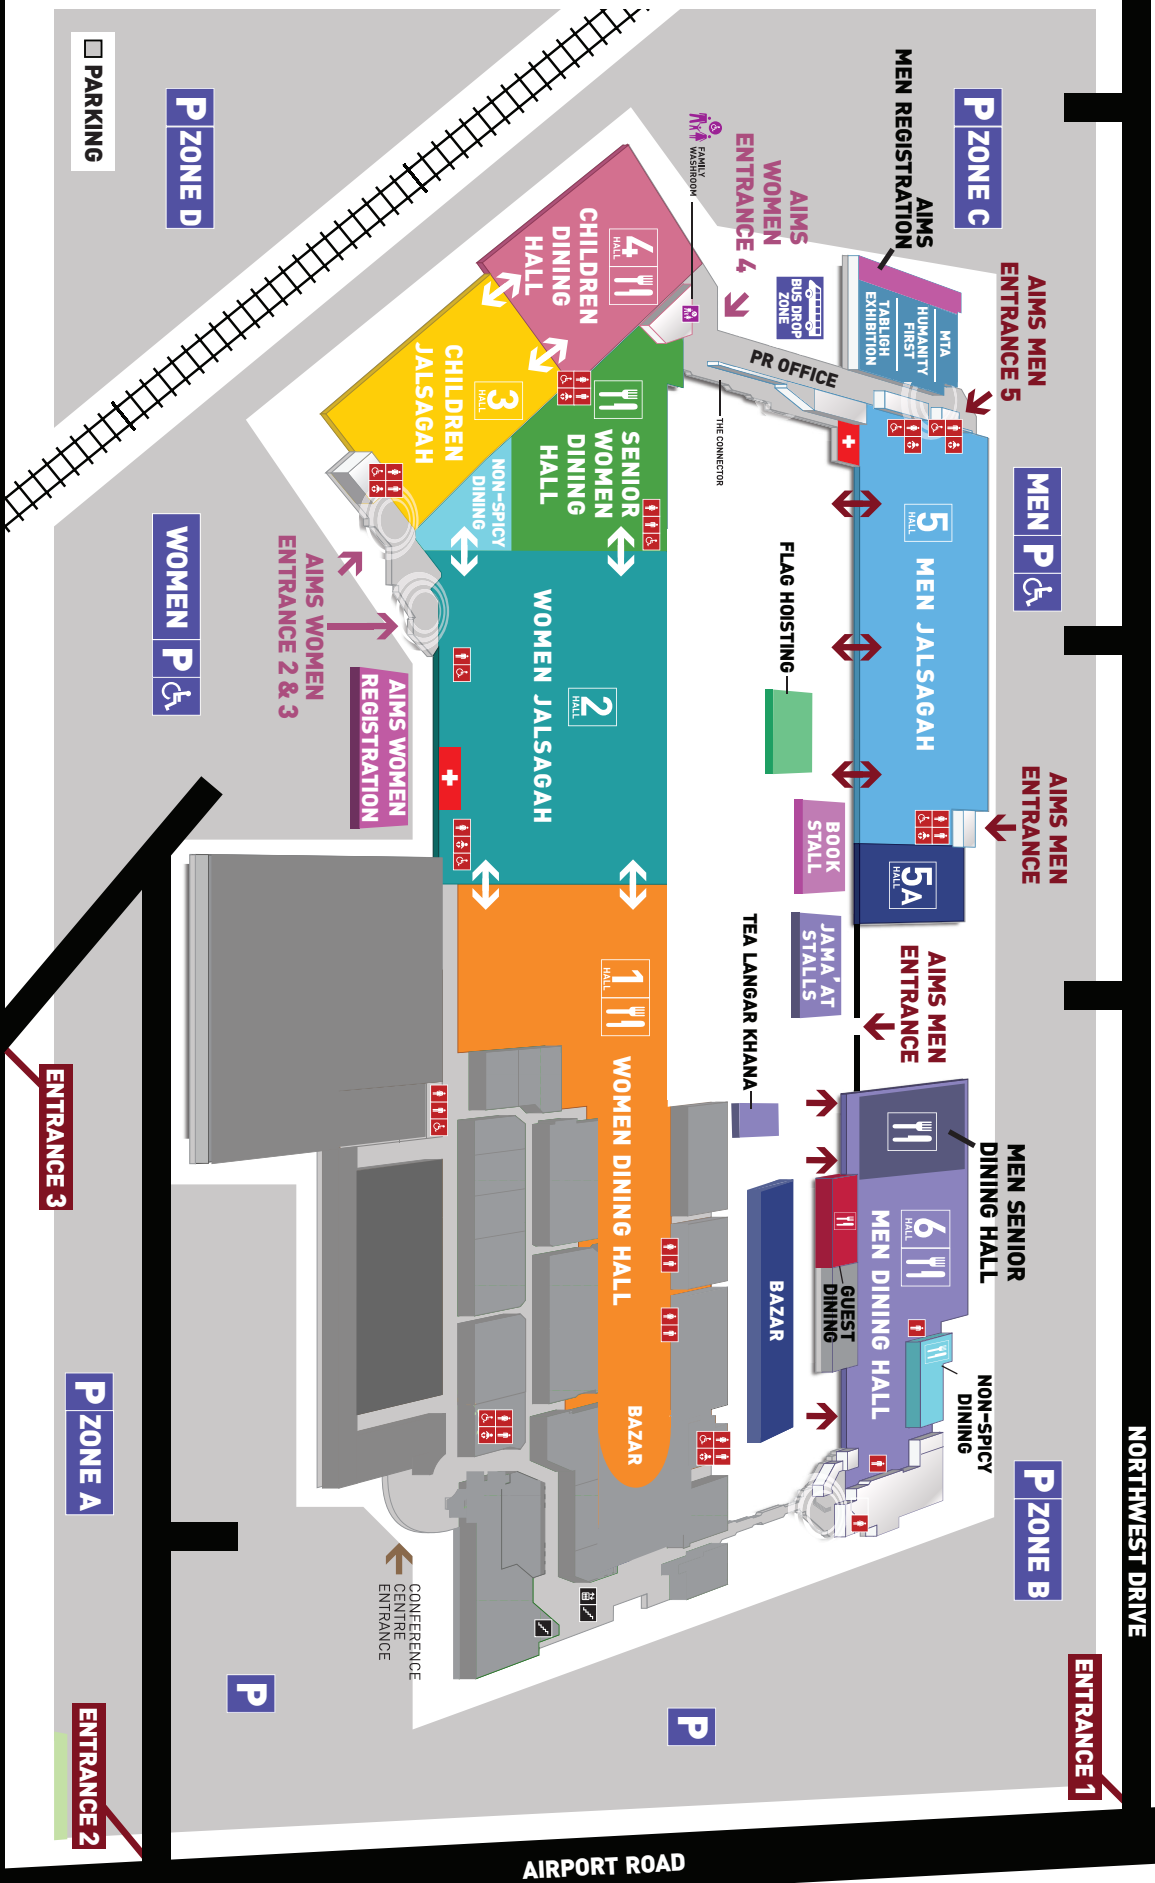 PARKING
P ZONE D
P ZONE C
AIMS
MEN REGISTRATION
AIMS MEN
ENTRANCE 5
AIMS
WOMEN
ENTRANCE 4
FAMILY
WASHROOM
BUS DROP
ZONE
MTA
HUMANITY
FIRST
TABLIGH
EXHIBITION
PR OFFICE
THE CONNECTOR
4
HALL
CHILDREN
DINING
HALL
3
HALL
CHILDREN
JALSAGAH
SENIOR
WOMEN
DINING
HALL
NON-SPICY
DINING
5
HALL
MEN JALSAGAH
MEN P
WOMEN P
AIMS WOMEN
ENTRANCE 2 & 3
AIMS WOMEN
REGISTRATION
2
HALL
WOMEN JALSAGAH
FLAG HOISTING
BOOK
STALL
JAMA'AT
STALLS
5A
HALL
AIMS MEN
ENTRANCE
AIMS MEN
ENTRANCE
TEA LANGAR KHANA
1
HALL
WOMEN DINING HALL
BAZAR
BAZAR
MEN SENIOR
DINING HALL
6
HALL
MEN DINING HALL
GUEST
DINING
NON-SPICY
DINING
P ZONE B
P ZONE A
ENTRANCE 3
CONFERENCE
CENTRE
ENTRANCE
P
P
ENTRANCE 1
ENTRANCE 2
NORTHWEST DRIVE
AIRPORT ROAD